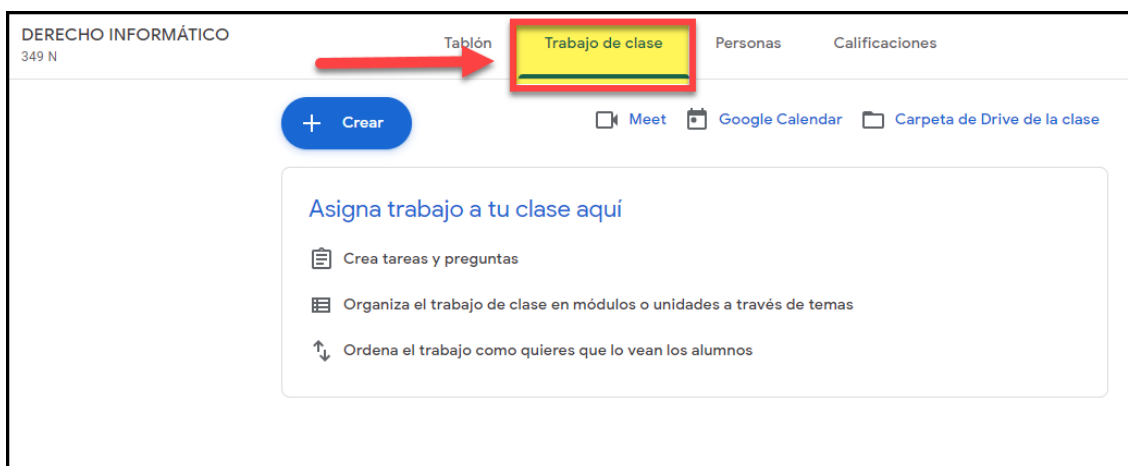 DERECHO INFORMÁTICO
349 N
Tablón Trabajo de clase Personas Calificaciones
Crear
Meet Google Calendar Carpeta de Drive de la clase
Asigna trabajo a tu clase aquí
Crea tareas y preguntas
Organiza el trabajo de clase en módulos o unidades a través de temas
Ordena el trabajo como quieres que lo vean los alumnos